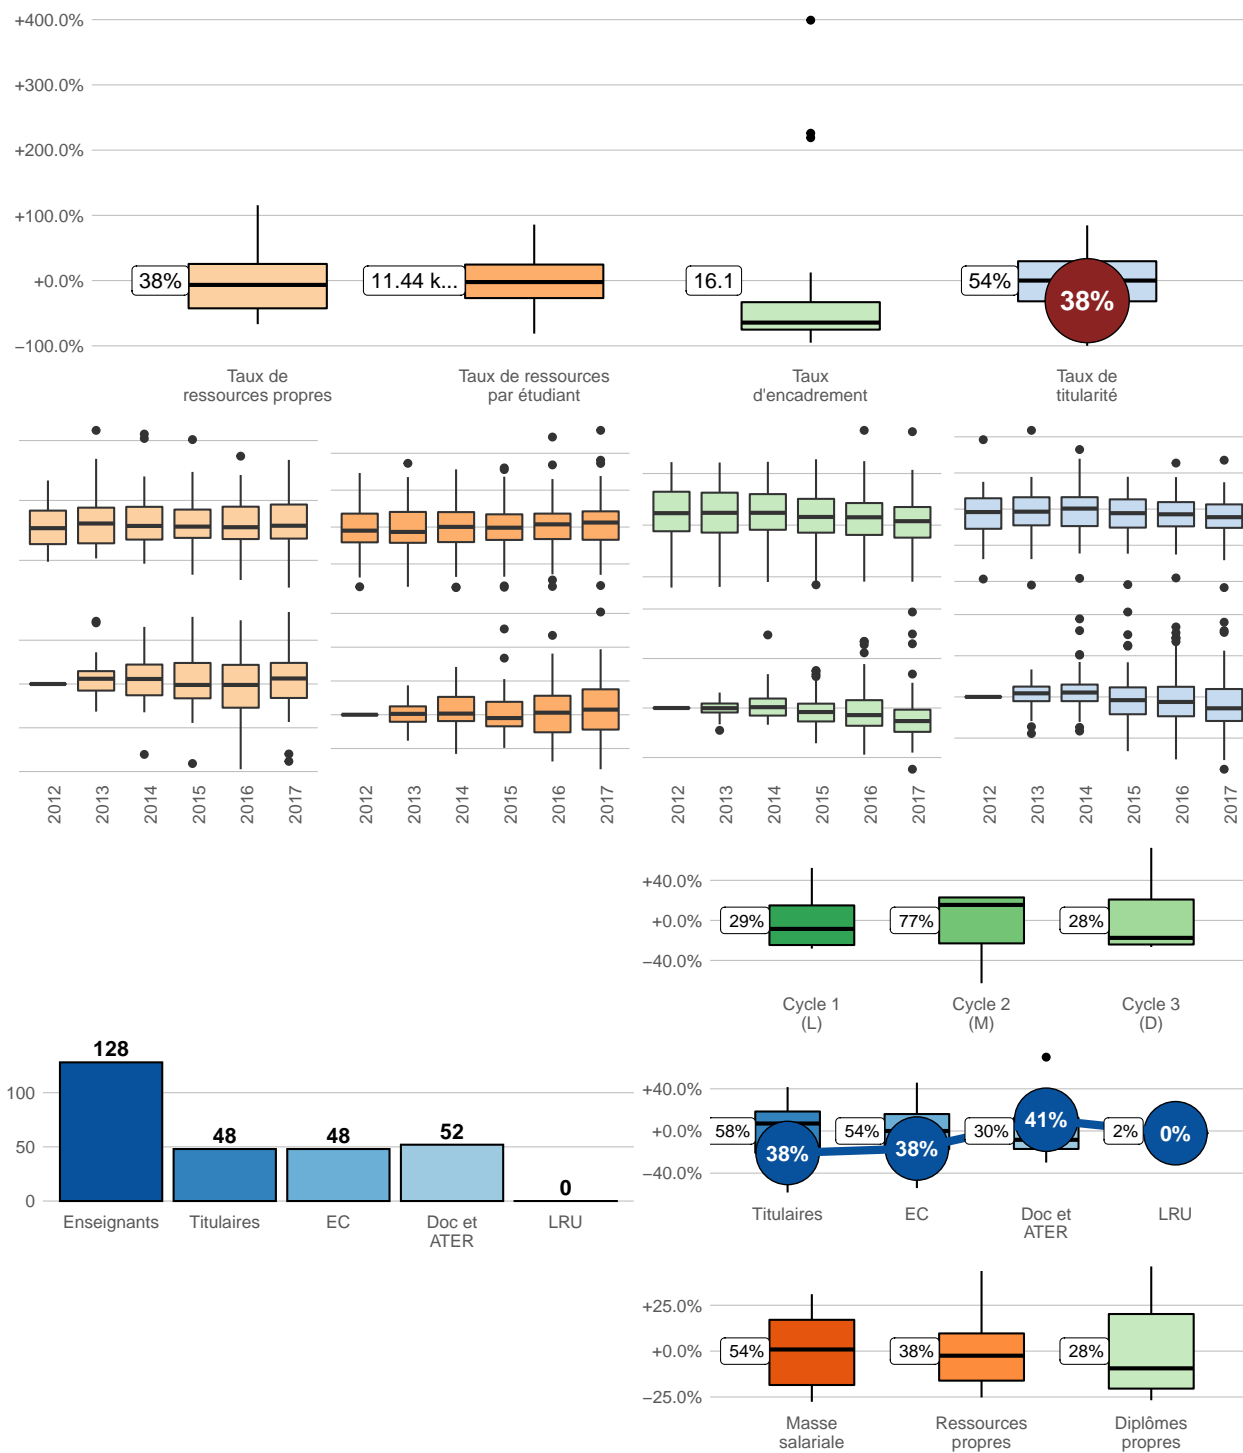 +400.0%
+300.0%
+200.0%
+100.0%
+0.0%
−100.0%
38%
11.44 k...
16.1
54%
38%
Taux de
ressources propres
Taux de ressources
par étudiant
Taux
d'encadrement
Taux de
titularité
2012
2013
2014
2015
2016
2017
2012
2013
2014
2015
2016
2017
2012
2013
2014
2015
2016
2017
2012
2013
2014
2015
2016
2017
+40.0%
+0.0%
−40.0%
29%
77%
28%
Cycle 1
(L)
Cycle 2
(M)
Cycle 3
(D)
100
50
0
128
48
48
52
0
Enseignants
Titulaires
EC
Doc et
ATER
LRU
+40.0%
+0.0%
−40.0%
58%
38%
54%
38%
30%
41%
2%
0%
Titulaires
EC
Doc et
ATER
LRU
+25.0%
+0.0%
−25.0%
54%
38%
28%
Masse
salariale
Ressources
propres
Diplômes
propres